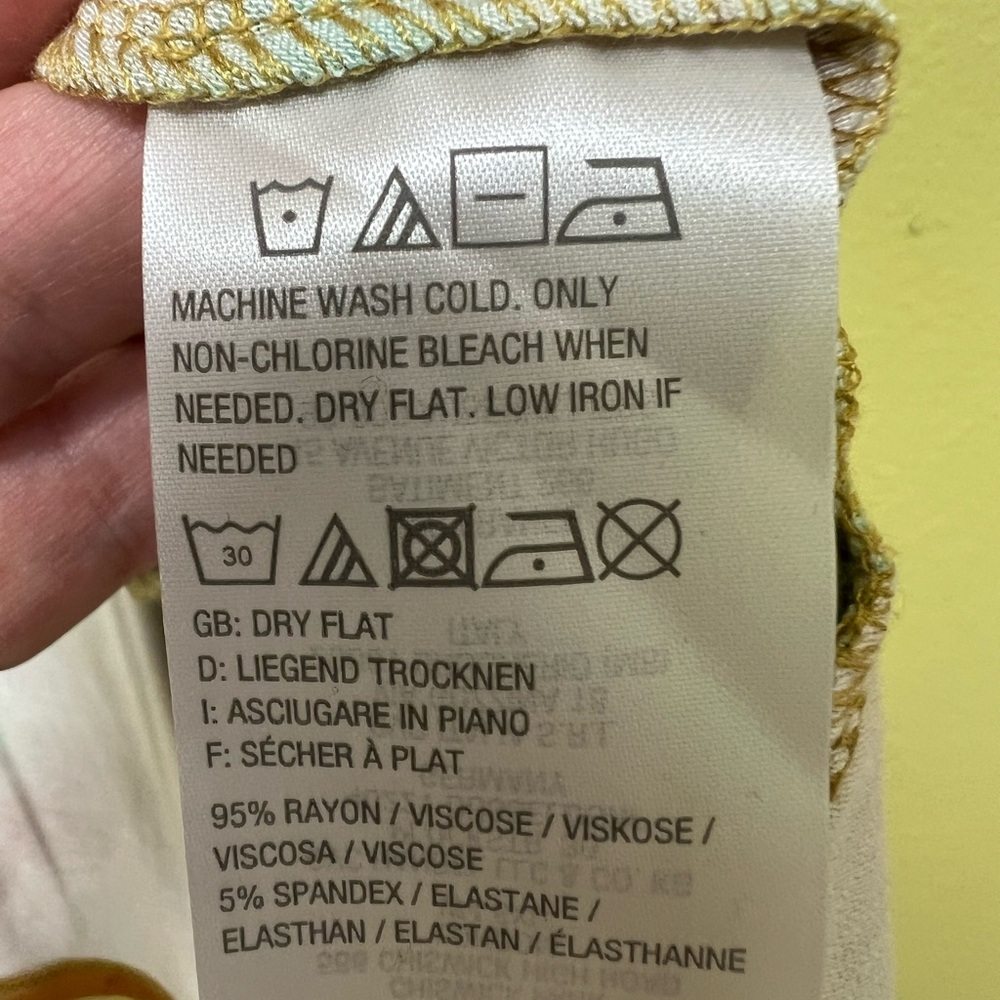 MACHINE WASH COLD. ONLY
NON-CHLORINE BLEACH WHEN
NEEDED. DRY FLAT. LOW IRON IF
NEEDED
30
GB: DRY FLAT
D: LIEGEND TROCKNEN
I: ASCIUGARE IN PIANO
F: SÉCHER À PLAT
95% RAYON / VISCOSE / VISKOSE /
VISCOSA / VISCOSE
5% SPANDEX / ELASTANE /
ELASTHAN / ELASTAN / ÉLASTHANNE